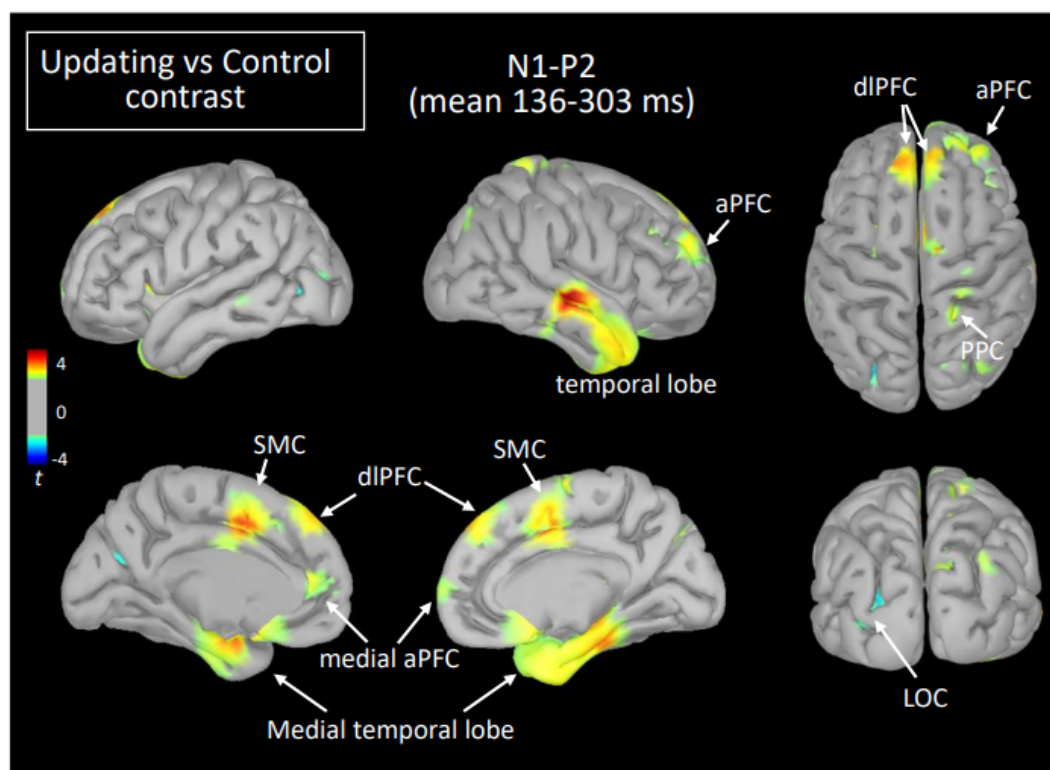 Updating vs Control
contrast
N1-P2
(mean 136-303 ms)
dlPFC
aPFC
aPFC
temporal lobe
PPC
4
0
-4
t
SMC
dlPFC
SMC
medial aPFC
Medial temporal lobe
LOC